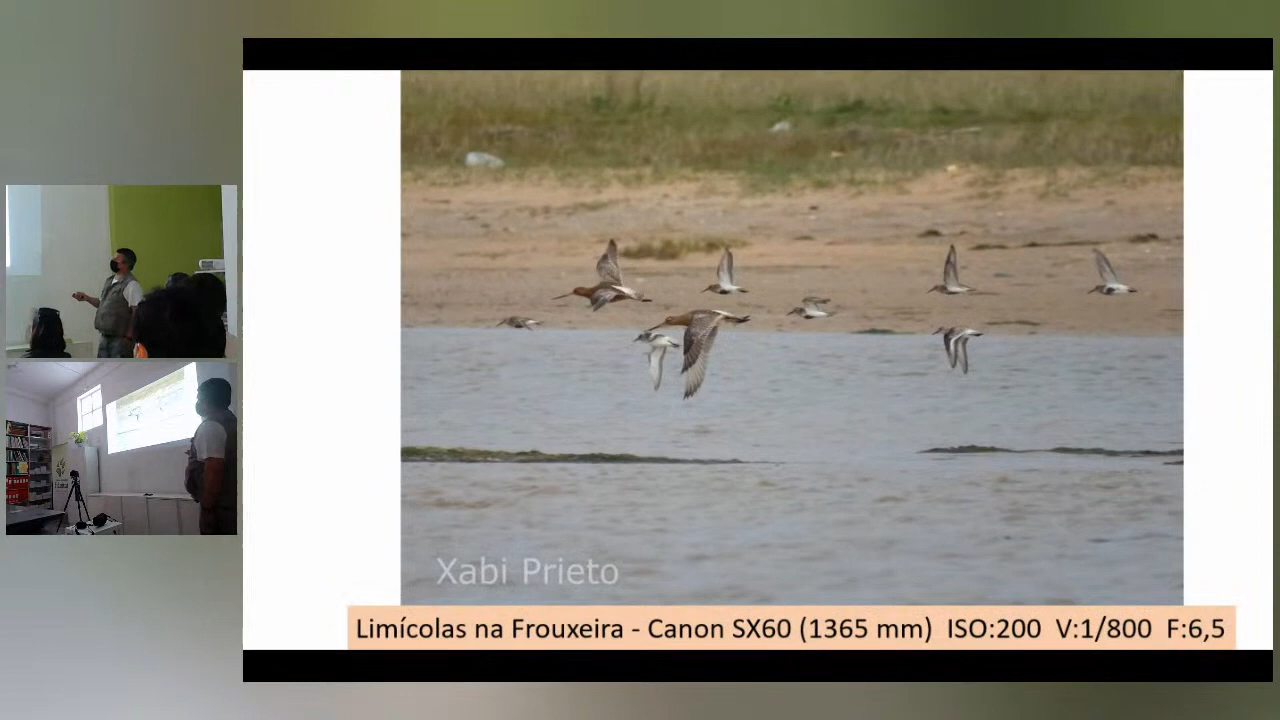 Xabi Prieto
Limícolas na Frouxeira - Canon SX60 (1365 mm) ISO:200 V:1/800 F:6,5